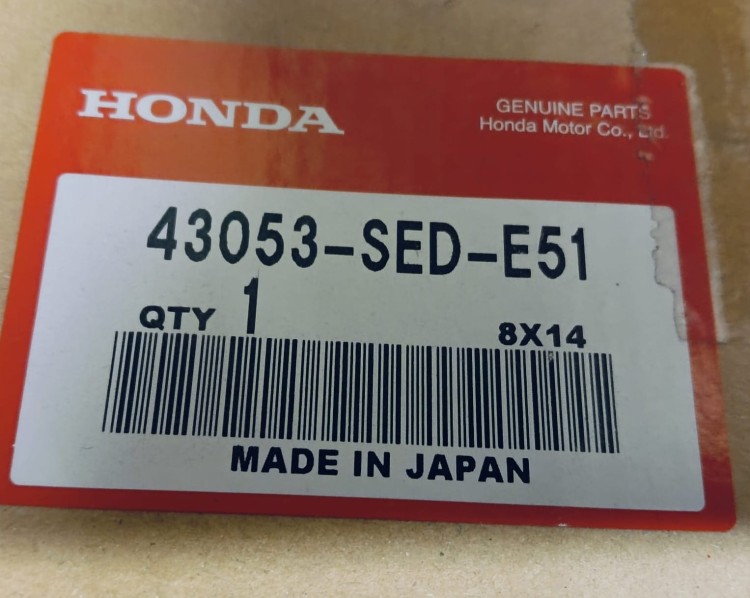 HONDA
GENUINE PARTS
Honda Motor Co., Ltd.
43053-SED-E51
QTY 1
8X14
MADE IN JAPAN